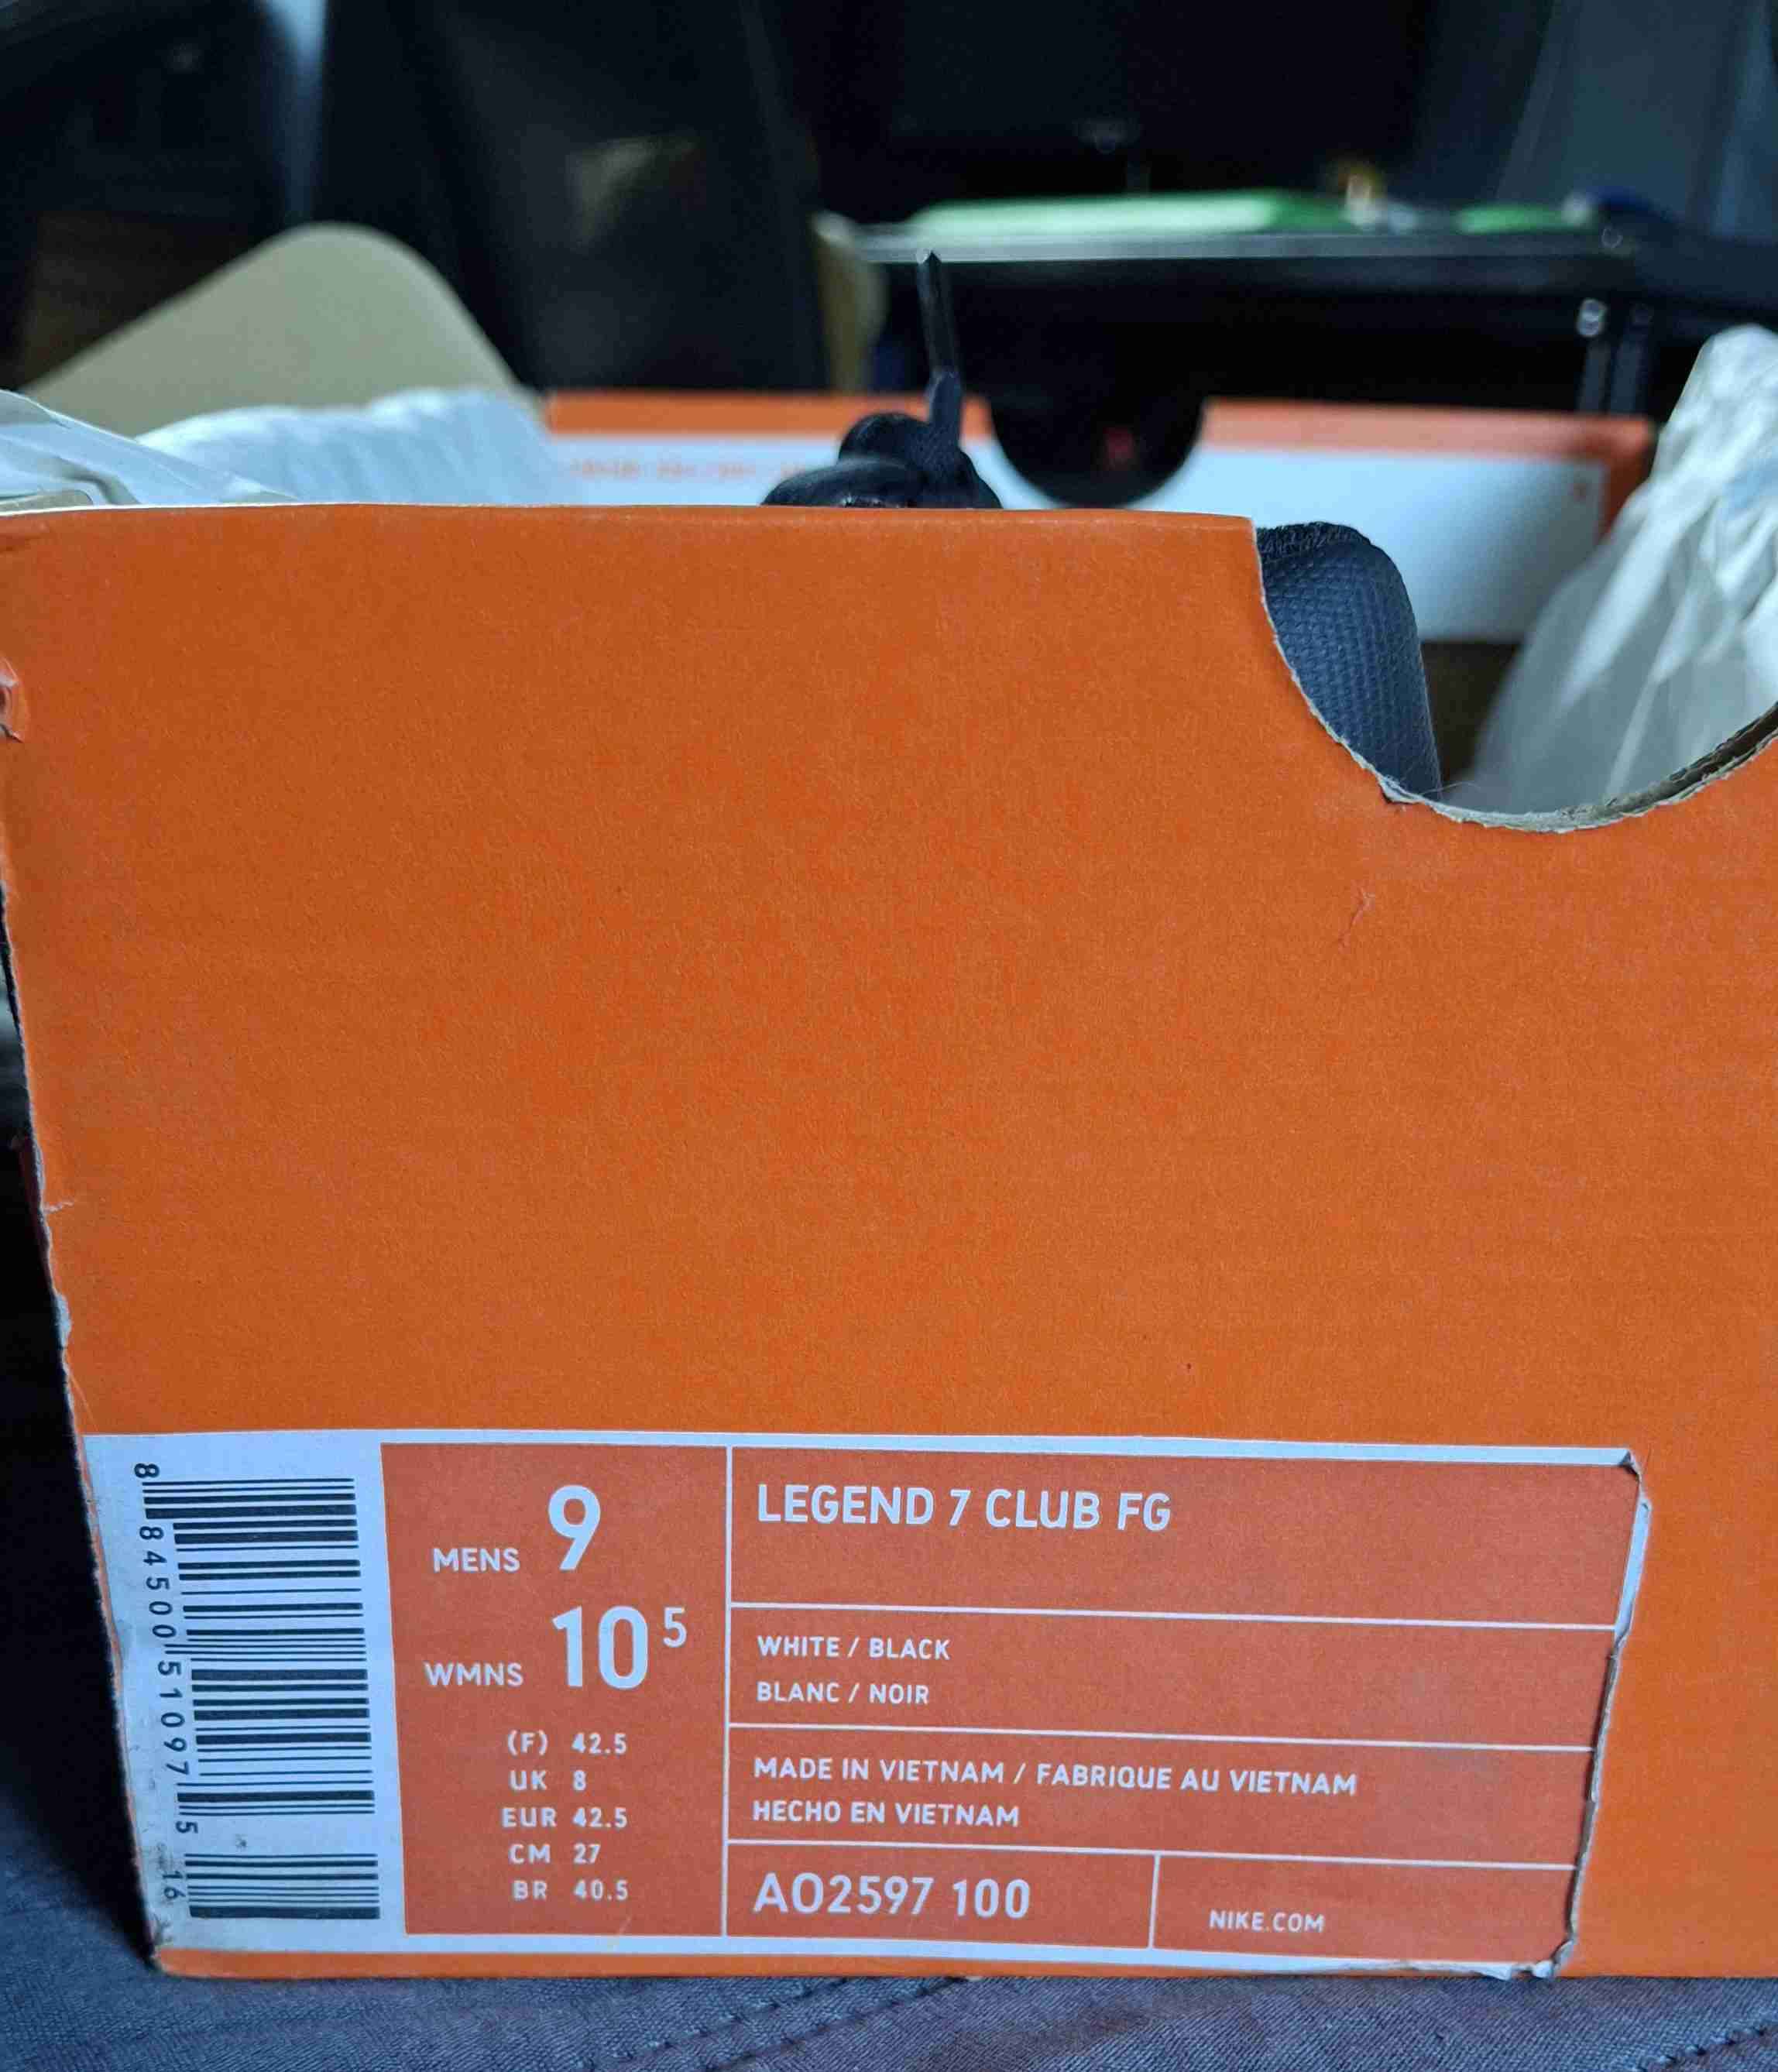 8 84500 51097 5
16
MENS 9
WMNS 10 5
(F) 42.5
UK 8
EUR 42.5
CM 27
BR 40.5
LEGEND 7 CLUB FG
WHITE / BLACK
BLANC / NOIR
MADE IN VIETNAM / FABRIQUE AU VIETNAM
HECHO EN VIETNAM
AO2597 100
NIKE.COM